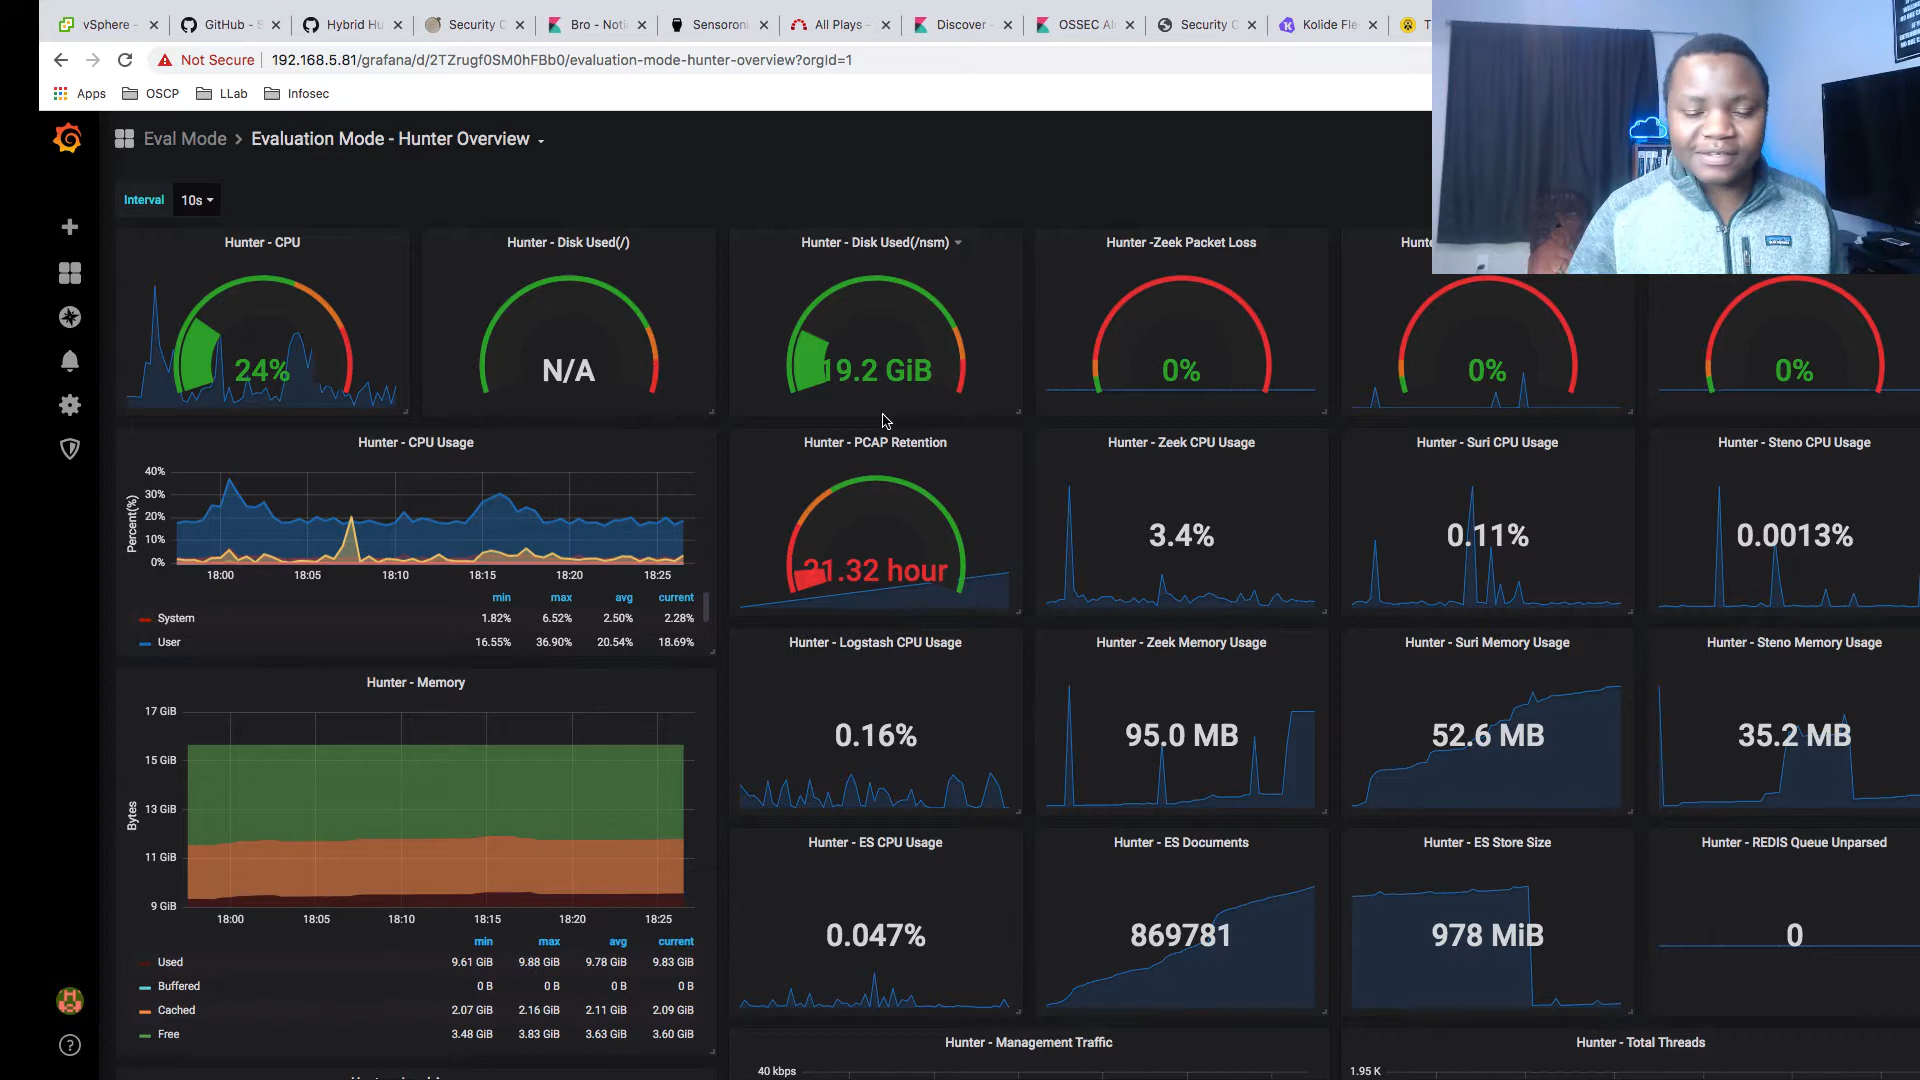 vSphere -
GitHub - S
Hybrid Hu
Security O
Bro - Noti
Sensoroni
All Plays -
Discover -
OSSEC Al
Security O
Kolide Fle
Not Secure
192.168.5.81/grafana/d/2TZrugf0SM0hFBb0/evaluation-mode-hunter-overview?orgId=1
Apps
OSCP
LLab
Infosec
Eval Mode > Evaluation Mode - Hunter Overview
Interval 10s
Hunter - CPU
24%
Hunter - Disk Used(/)
N/A
Hunter - Disk Used(/nsm)
19.2 GiB
Hunter -Zeek Packet Loss
0%
Hunte
0%
0%
Hunter - CPU Usage
Percent(%)
40%
30%
20%
10%
0%
18:00 18:05 18:10 18:15 18:20 18:25
min max avg current
System 1.82% 6.52% 2.50% 2.28%
User 16.55% 36.90% 20.54% 18.69%
Hunter - PCAP Retention
21.32 hour
Hunter - Zeek CPU Usage
3.4%
Hunter - Suri CPU Usage
0.11%
Hunter - Steno CPU Usage
0.0013%
Hunter - Memory
Bytes
17 GiB
15 GiB
13 GiB
11 GiB
9 GiB
18:00 18:05 18:10 18:15 18:20 18:25
min max avg current
Used 9.61 GiB 9.88 GiB 9.78 GiB 9.83 GiB
Buffered 0 B 0 B 0 B 0 B
Cached 2.07 GiB 2.16 GiB 2.11 GiB 2.09 GiB
Free 3.48 GiB 3.83 GiB 3.63 GiB 3.60 GiB
Hunter - Logstash CPU Usage
0.16%
Hunter - Zeek Memory Usage
95.0 MB
Hunter - Suri Memory Usage
52.6 MB
Hunter - Steno Memory Usage
35.2 MB
Hunter - ES CPU Usage
0.047%
Hunter - ES Documents
869781
Hunter - ES Store Size
978 MiB
Hunter - REDIS Queue Unparsed
0
Hunter - Management Traffic
40 kbps
Hunter - Total Threads
1.95 K